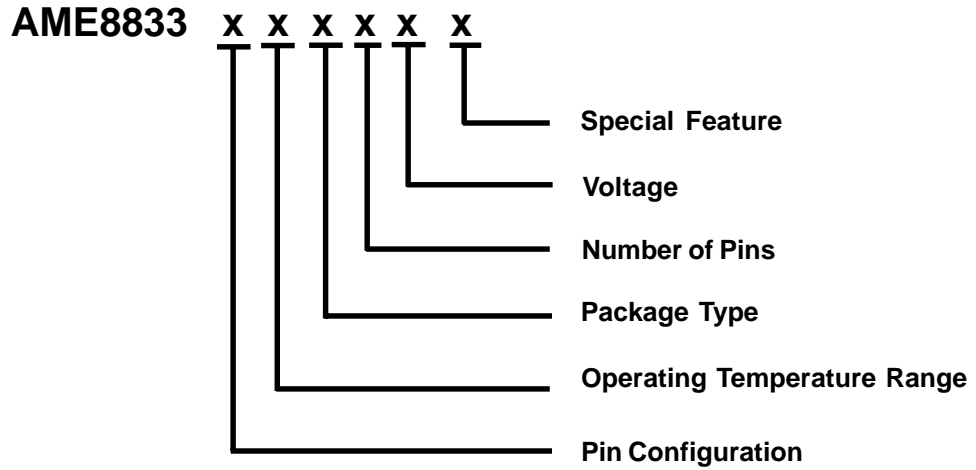 AME8833 x x x x x x
Special Feature
Voltage
Number of Pins
Package Type
Operating Temperature Range
Pin Configuration